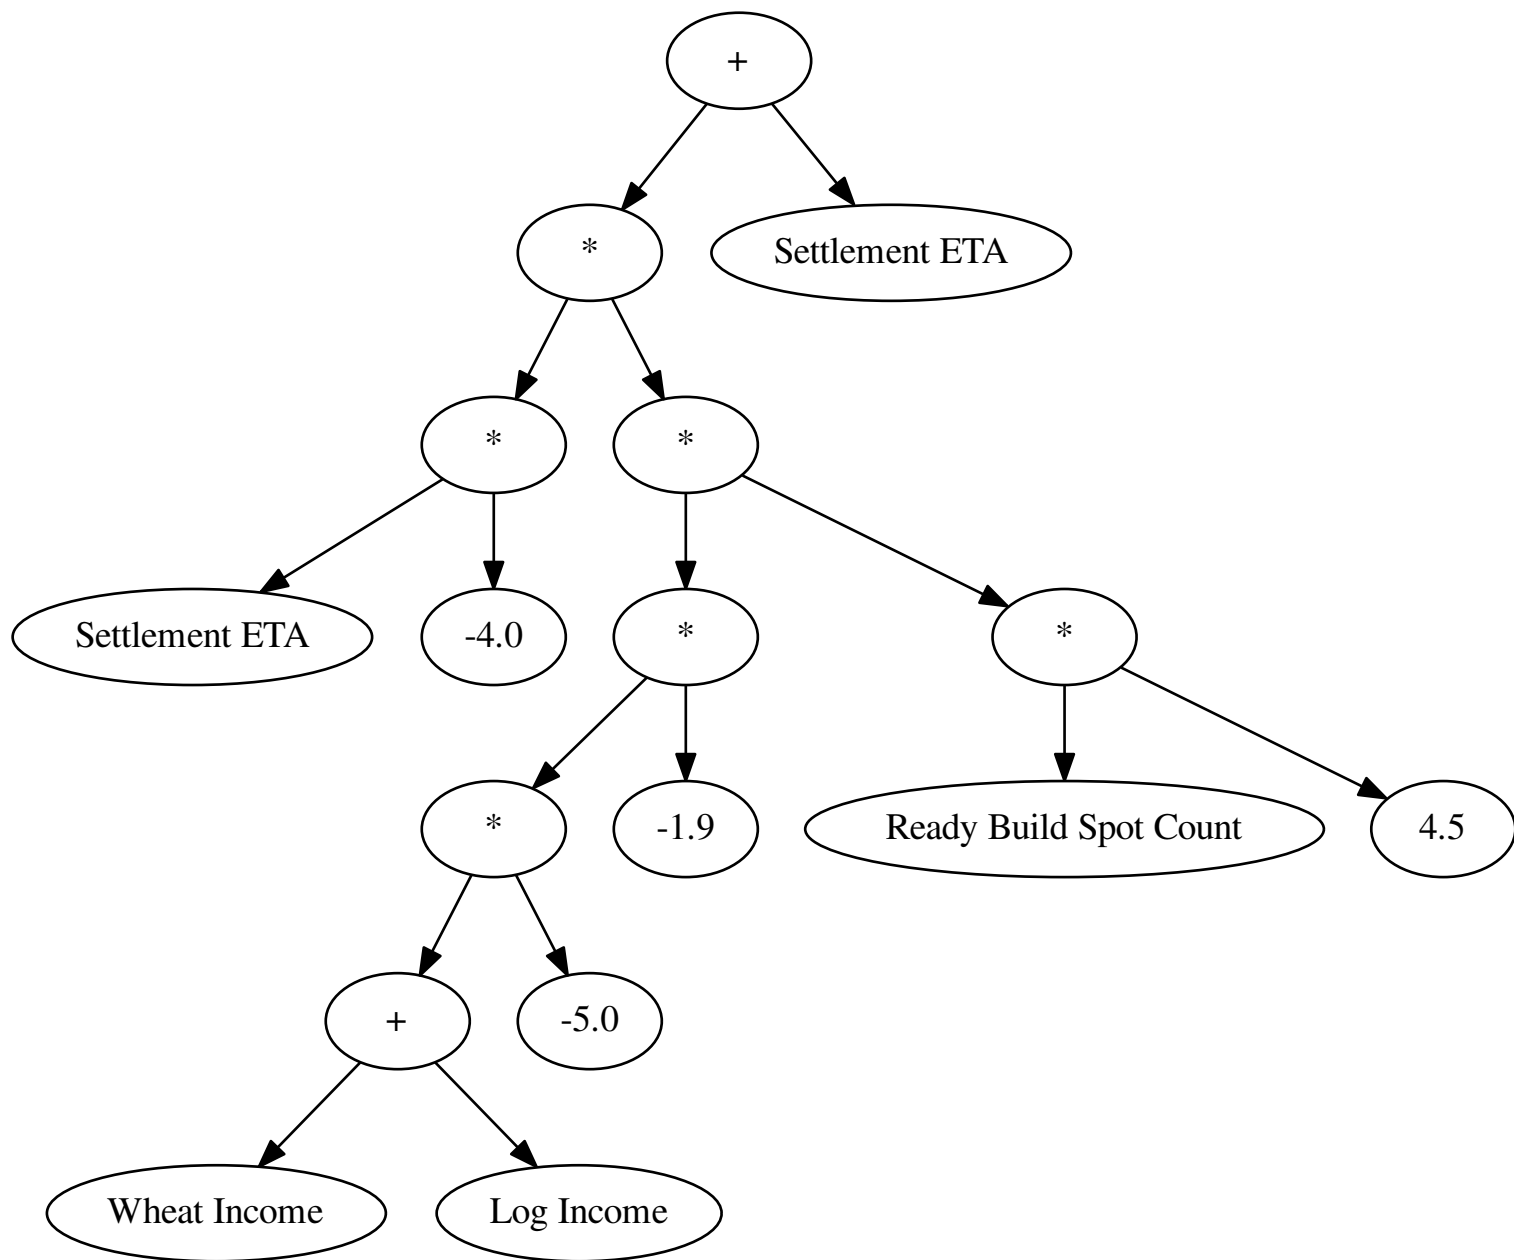 +
*
Settlement ETA
*
*
Settlement ETA
-4.0
*
*
*
-1.9
Ready Build Spot Count
4.5
+
-5.0
Wheat Income
Log Income